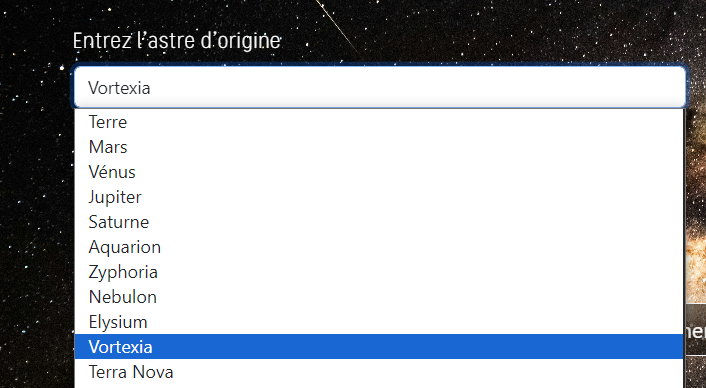 Entrez l'astre d'origine
Vortexia
Terre
Mars
Vénus
Jupiter
Saturne
Aquarion
Zyphoria
Nebulon
Elysium
Vortexia
Terra Nova